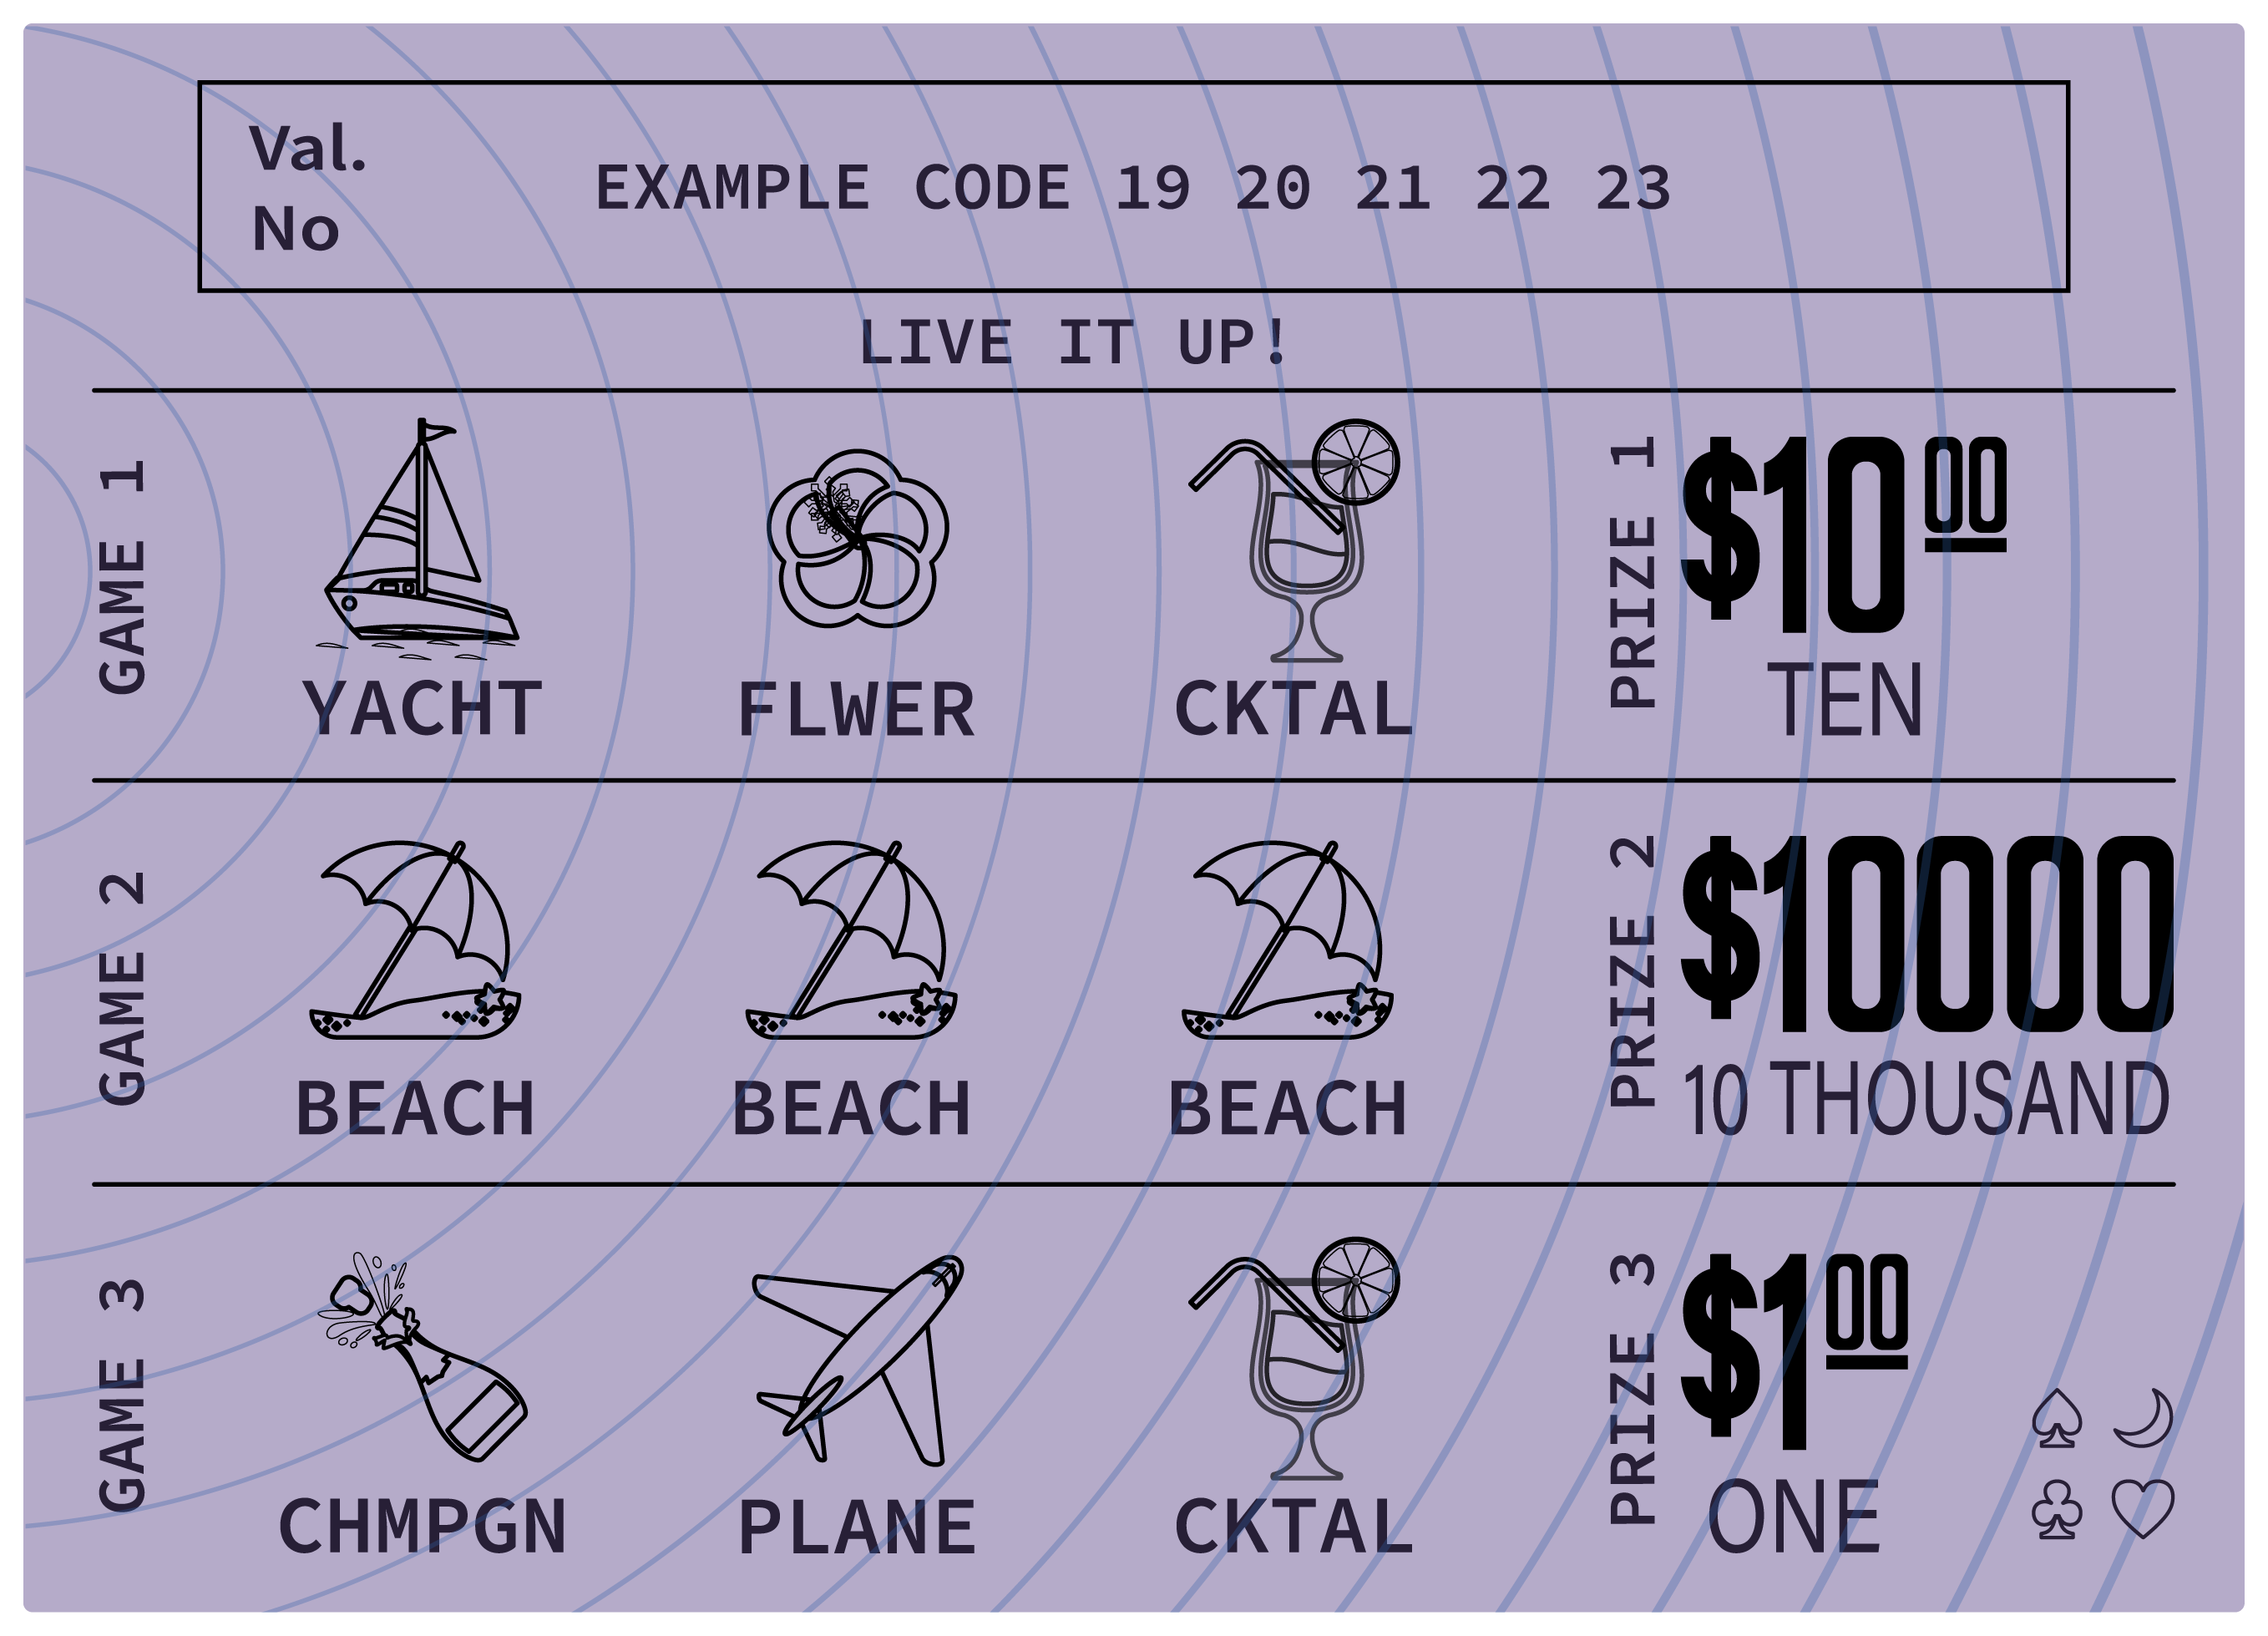 Val.
No
EXAMPLE CODE 19 20 21 22 23
LIVE IT UP!
GAME 1
YACHT
FLWER
CKTAL
PRIZE 1
$10 00
TEN
GAME 2
BEACH
BEACH
BEACH
PRIZE 2
$10000
10 THOUSAND
GAME 3
CHMPGN
PLANE
CKTAL
PRIZE 3
$1 00
ONE